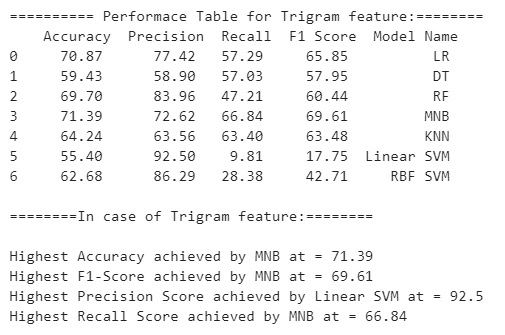 ========== Performace Table for Trigram feature:========
Accuracy Precision Recall F1 Score Model Name
0 70.87 77.42 57.29 65.85 LR
1 59.43 58.90 57.03 57.95 DT
2 69.70 83.96 47.21 60.44 RF
3 71.39 72.62 66.84 69.61 MNB
4 64.24 63.56 63.40 63.48 KNN
5 55.40 92.50 9.81 17.75 Linear SVM
6 62.68 86.29 28.38 42.71 RBF SVM
========In case of Trigram feature:========
Highest Accuracy achieved by MNB at = 71.39
Highest F1-Score achieved by MNB at = 69.61
Highest Precision Score achieved by Linear SVM at = 92.5
Highest Recall Score achieved by MNB at = 66.84